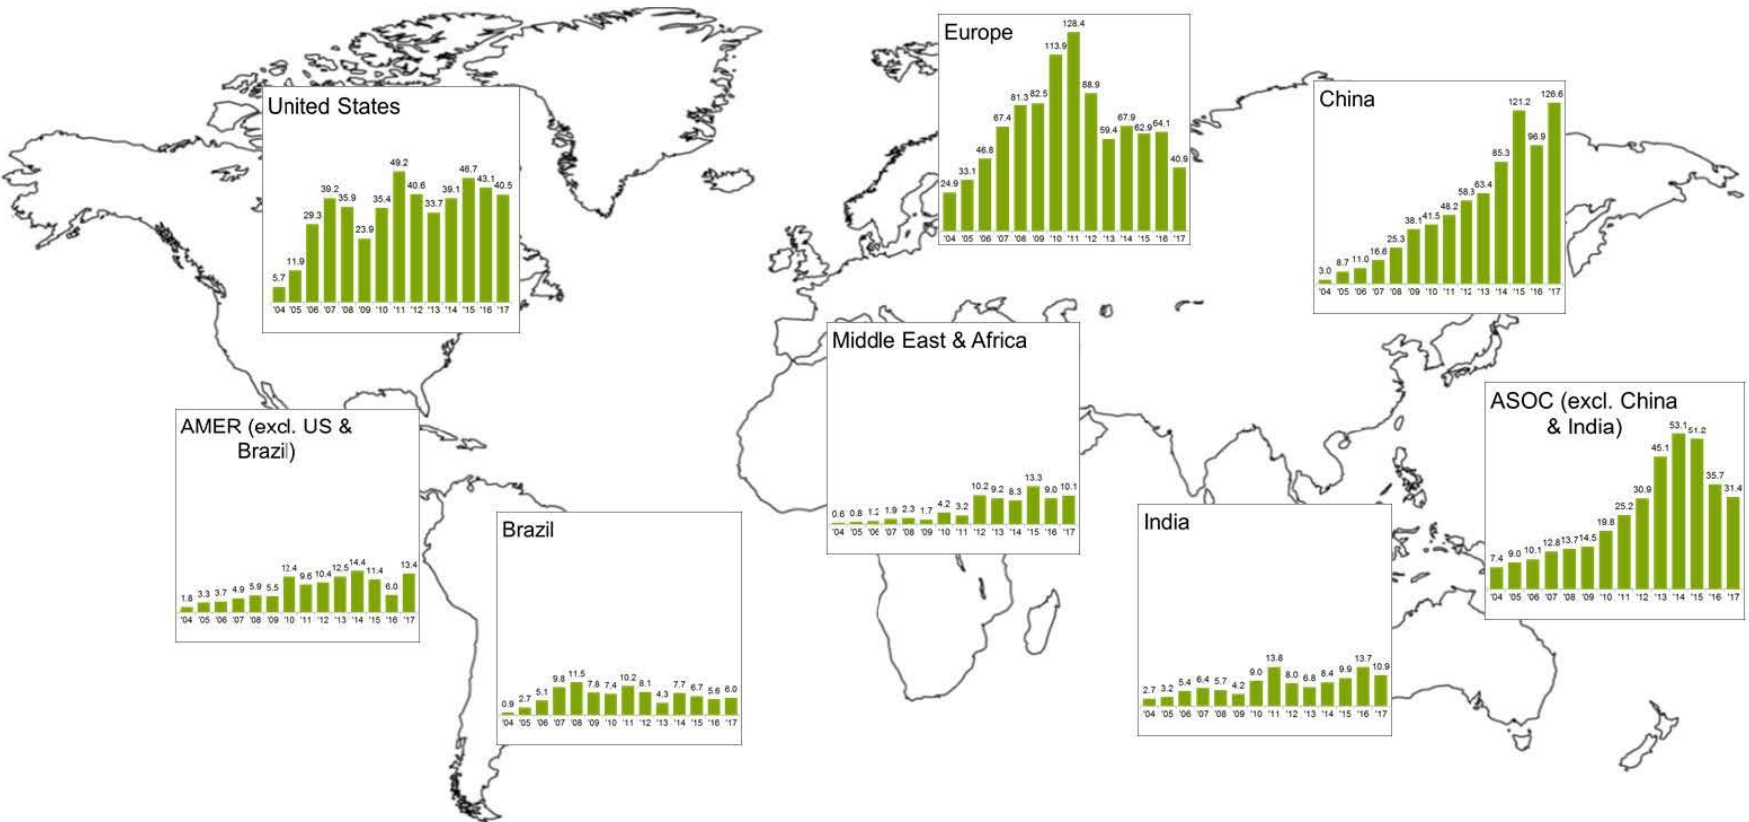 United States
5.7 11.9 29.3 39.2 35.9 23.9 35.4 49.2 40.6 33.7 39.1 46.7 43.1 40.5
'04 '05 '06 '07 '08 '09 '10 '11 '12 '13 '14 '15 '16 '17
Europe
24.9 33.1 46.8 67.4 81.3 82.5 113.9 128.4 88.9 59.4 67.9 62.9 64.1 40.9
'04 '05 '06 '07 '08 '09 '10 '11 '12 '13 '14 '15 '16 '17
China
3.0 8.7 11.0 16.6 25.3 38.1 41.5 48.2 58.3 63.4 85.3 121.2 96.9 126.6
'04 '05 '06 '07 '08 '09 '10 '11 '12 '13 '14 '15 '16 '17
Middle East & Africa
0.6 0.8 1.2 1.9 2.3 1.7 4.2 3.2 10.2 9.2 8.3 13.3 9.0 10.1
'04 '05 '06 '07 '08 '09 '10 '11 '12 '13 '14 '15 '16 '17
AMER (excl. US &
Brazil)
1.8 3.3 3.7 4.9 5.9 5.5 12.4 9.6 10.4 12.5 14.4 11.4 6.0 13.4
'04 '05 '06 '07 '08 '09 '10 '11 '12 '13 '14 '15 '16 '17
ASOC (excl. China
& India)
7.4 9.0 10.1 12.8 13.7 14.5 19.8 25.2 30.9 45.1 53.1 51.2 35.7 31.4
'04 '05 '06 '07 '08 '09 '10 '11 '12 '13 '14 '15 '16 '17
Brazil
0.9 2.7 5.1 9.8 11.5 7.8 7.4 10.2 8.1 4.3 7.7 6.7 5.6 6.0
'04 '05 '06 '07 '08 '09 '10 '11 '12 '13 '14 '15 '16 '17
India
2.7 3.2 5.4 6.4 5.7 4.2 9.0 13.8 8.0 6.8 8.4 9.9 13.7 10.9
'04 '05 '06 '07 '08 '09 '10 '11 '12 '13 '14 '15 '16 '17